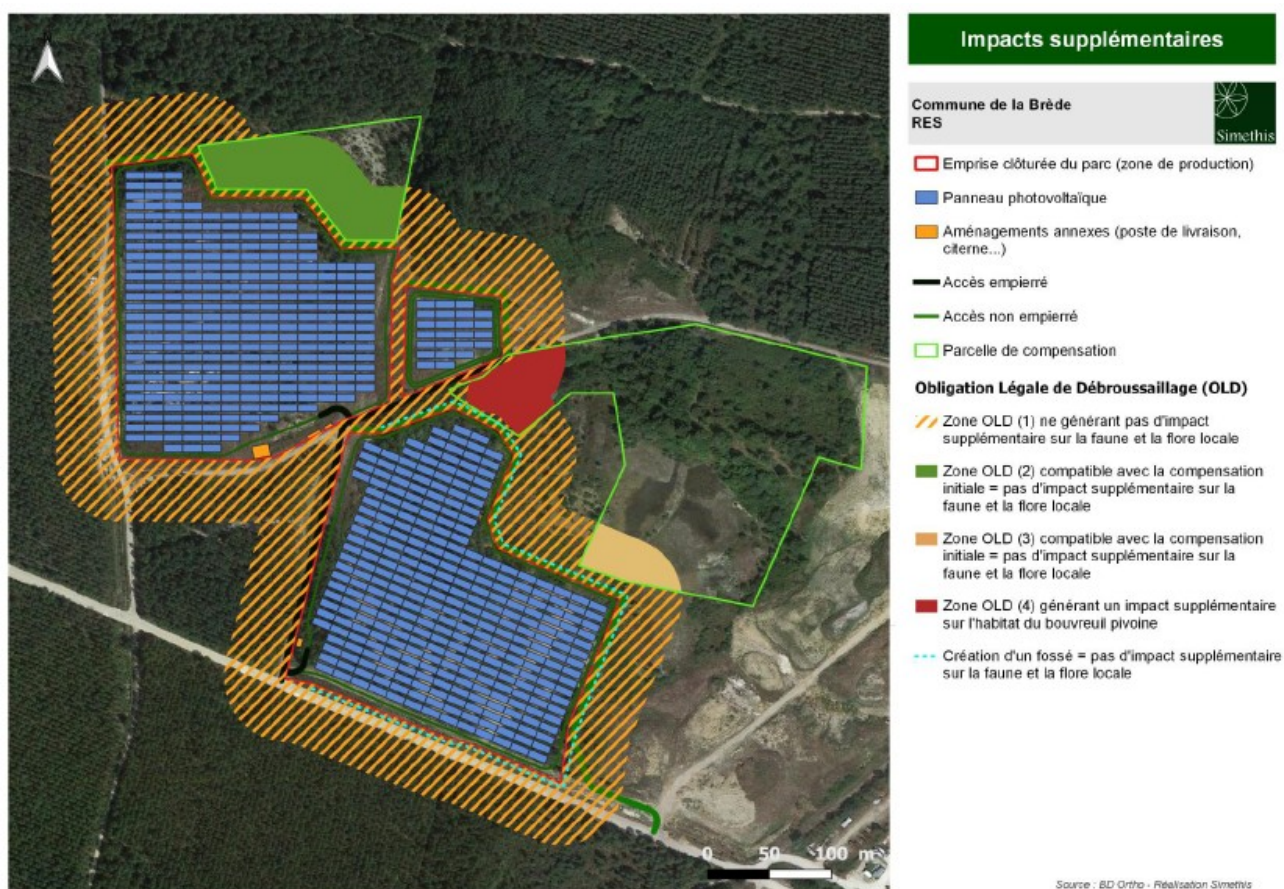 Impacts supplémentaires
Commune de la Brède
RES
Simethis
Emprise clôturée du parc (zone de production)
Panneau photovoltaïque
Aménagements annexes (poste de livraison,
citerne...)
Accès empierré
Accès non empierré
Parcelle de compensation
Obligation Légale de Débroussaillage (OLD)
Zone OLD (1) ne générant pas d'impact
supplémentaire sur la faune et la flore locale
Zone OLD (2) compatible avec la compensation
initiale = pas d'impact supplémentaire sur la
faune et la flore locale
Zone OLD (3) compatible avec la compensation
initiale = pas d'impact supplémentaire sur la
faune et la flore locale
Zone OLD (4) générant un impact supplémentaire
sur l'habitat du bouvreuil pivoine
Création d'un fossé = pas d'impact supplémentaire
sur la faune et la flore locale
0 50 100 m
Source : BD Ortho - Réalisation Simethis